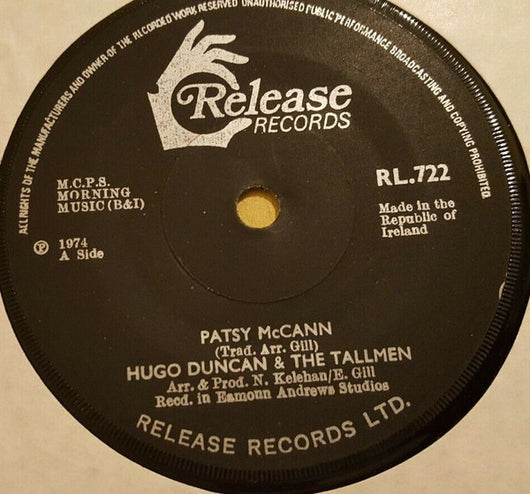 ALL RIGHTS OF THE MANUFACTURERS AND OWNER OF THE RECORDED WORK RESERVED UNAUTHORISED PUBLIC PERFORMANCE BROADCASTING AND COPYING PROHIBITED.
Release
RECORDS
M.C.P.S.
MORNING
MUSIC (B&I)
℗ 1974
A Side
RL.722
Made in the
Republic of
Ireland
PATSY McCANN
(Trad. Arr. Gill)
HUGO DUNCAN & THE TALLMEN
Arr. & Prod. N. Kelehan/E. Gill
Recd. in Eamonn Andrews Studios
RELEASE RECORDS LTD.